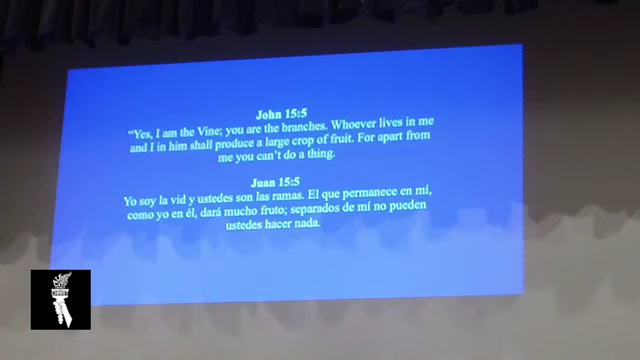 John 15:5
“Yes, I am the Vine; you are the branches. Whoever lives in me
and I in him shall produce a large crop of fruit. For apart from
me you can’t do a thing.
Juan 15:5
Yo soy la vid y ustedes son las ramas. El que permanece en mí,
como yo en él, dará mucho fruto; separados de mí no pueden
ustedes hacer nada.